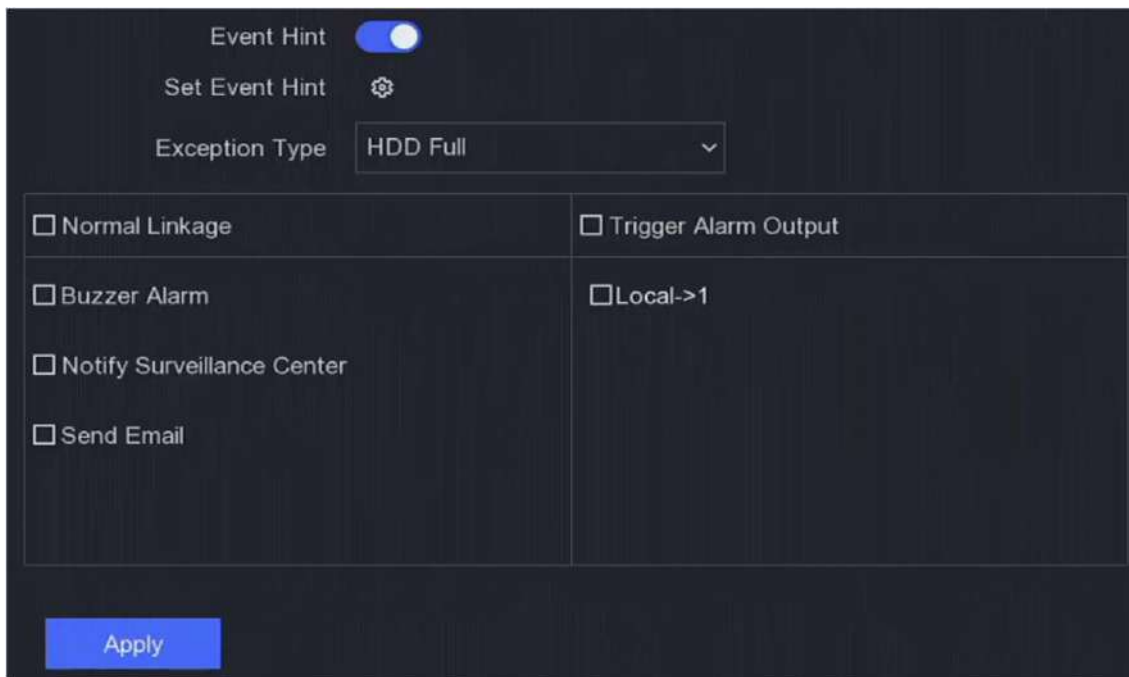 Event Hint
Set Event Hint
Exception Type HDD Full
Normal Linkage Trigger Alarm Output
Buzzer Alarm Local->1
Notify Surveillance Center
Send Email
Apply